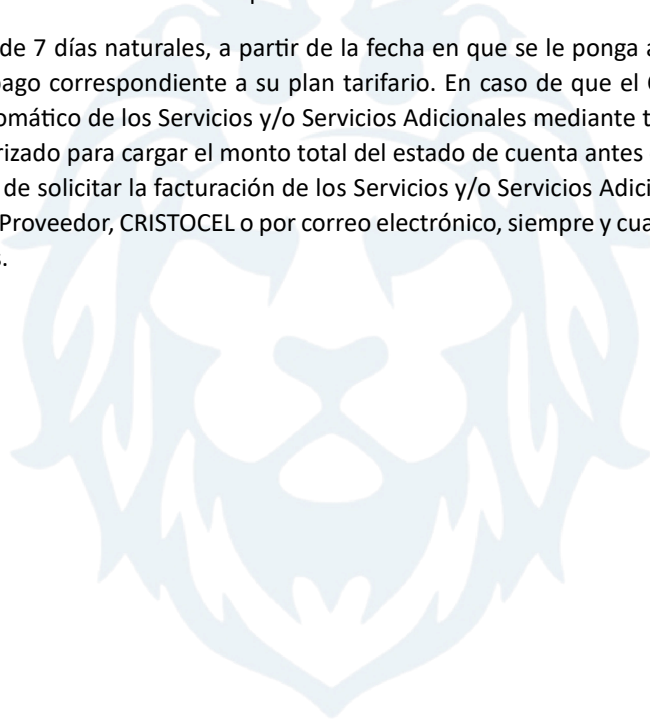 de 7 días naturales, a partir de la fecha en que se le ponga a
pago correspondiente a su plan tarifario. En caso de que el
omático de los Servicios y/o Servicios Adicionales mediante
rizado para cargar el monto total del estado de cuenta antes
de solicitar la facturación de los Servicios y/o Servicios Adici
Proveedor, CRISTOCEL o por correo electrónico, siempre y cua
s.